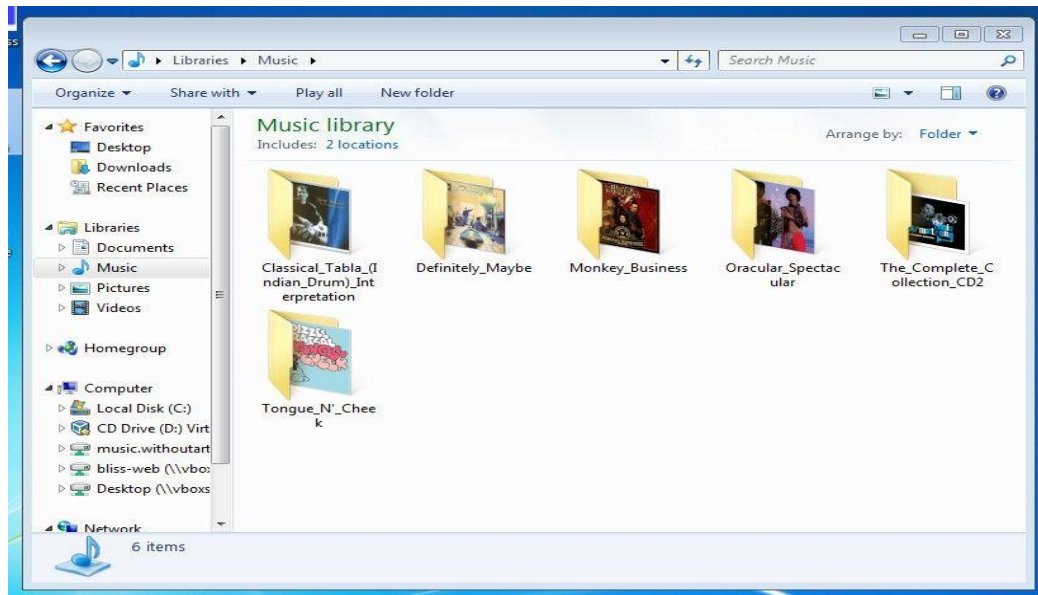 ss
Libraries Music Search Music
Organize Share with Play all New folder
Favorites
Desktop
Downloads
Recent Places
Libraries
Documents
Music
Pictures
Videos
Homegroup
Computer
Local Disk (C:)
CD Drive (D:) Virt
music.withoutart
bliss-web (\\vbo
Desktop (\\vboxs
Network
Music library
Includes: 2 locations
Arrange by: Folder
Classical_Tabla_(I
ndian_Drum)_Int
erpretation
Definitely_Maybe
Monkey_Business
Oracular_Spectac
ular
The_Complete_C
ollection_CD2
Tongue_N'_Chee
k
6 items